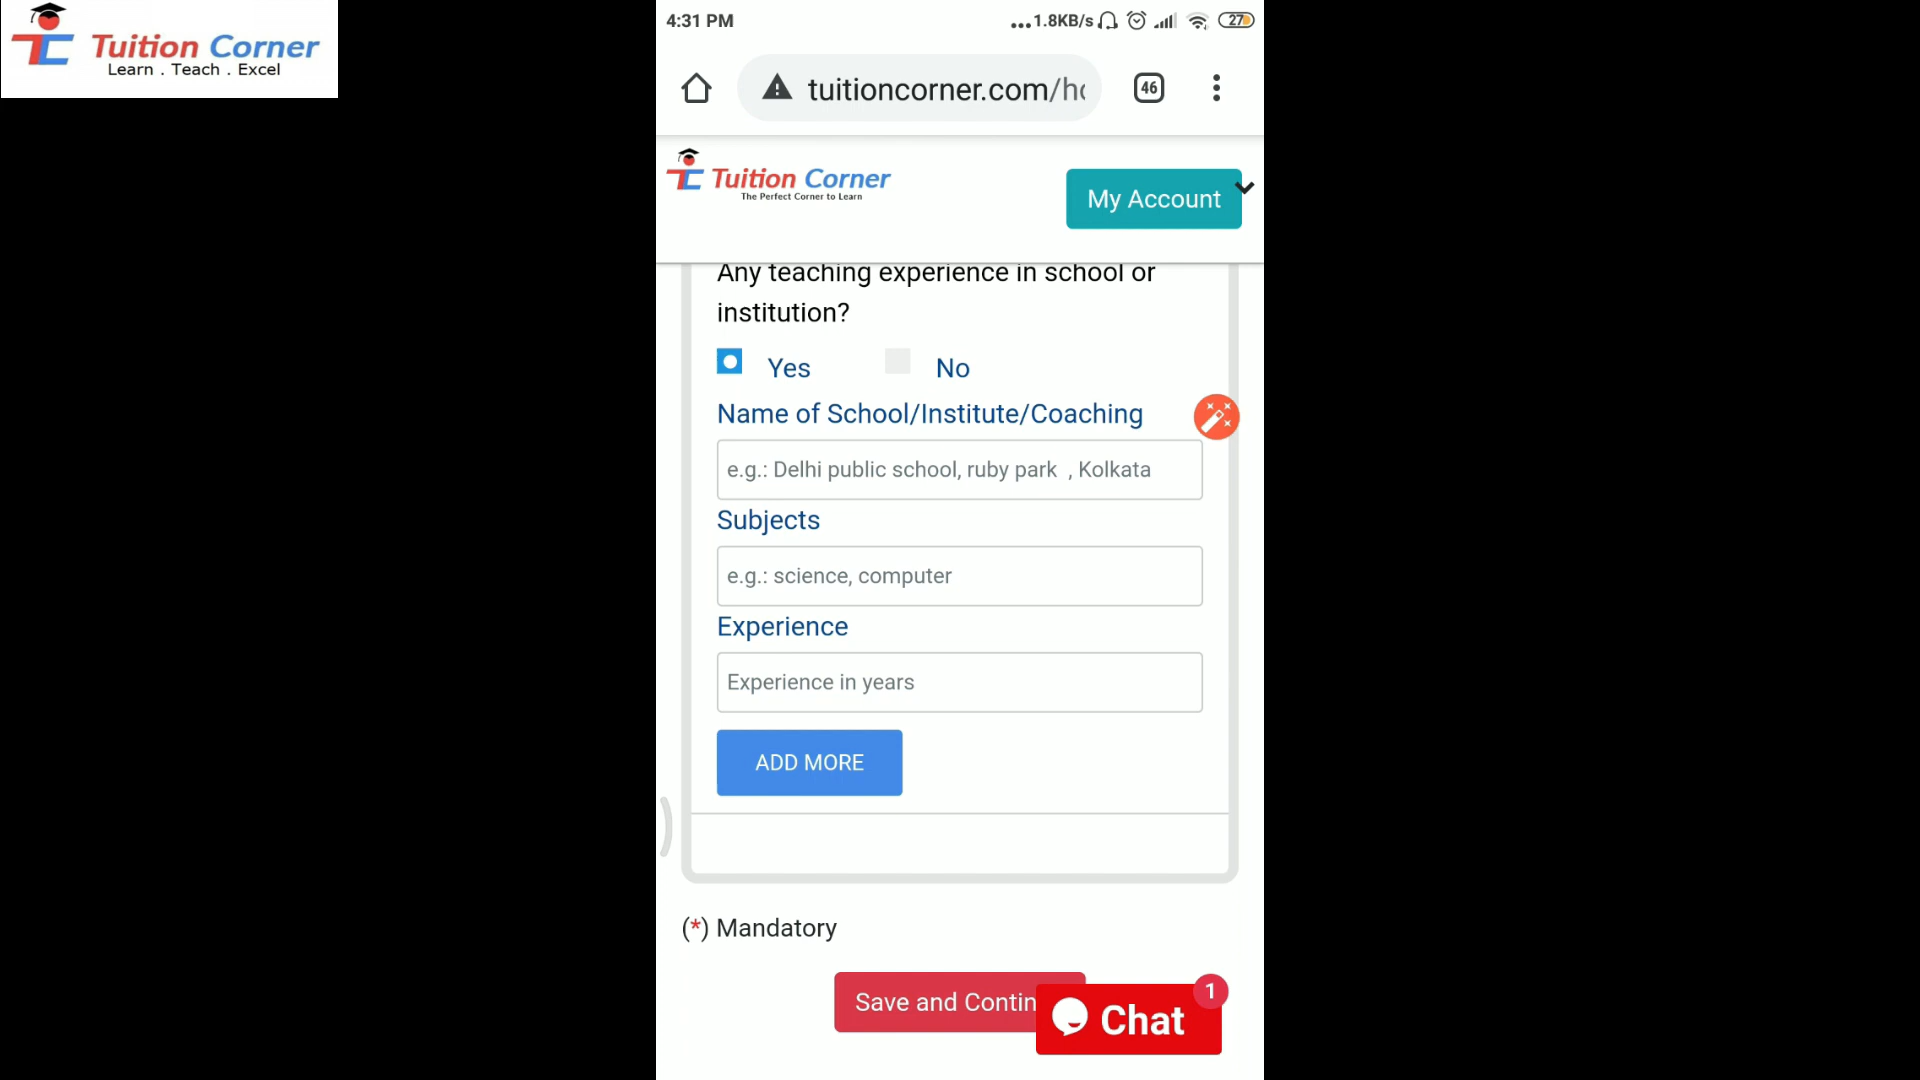 Tuition Corner
Learn . Teach . Excel
4:31 PM
...1.8KB/s
27
tuitioncorner.com/ho
46
Tuition Corner
The Perfect Corner to Learn
My Account
Any teaching experience in school or
institution?
Yes No
Name of School/Institute/Coaching
e.g.: Delhi public school, ruby park , Kolkata
Subjects
e.g.: science, computer
Experience
Experience in years
ADD MORE
(*) Mandatory
Save and Contin
Chat
1